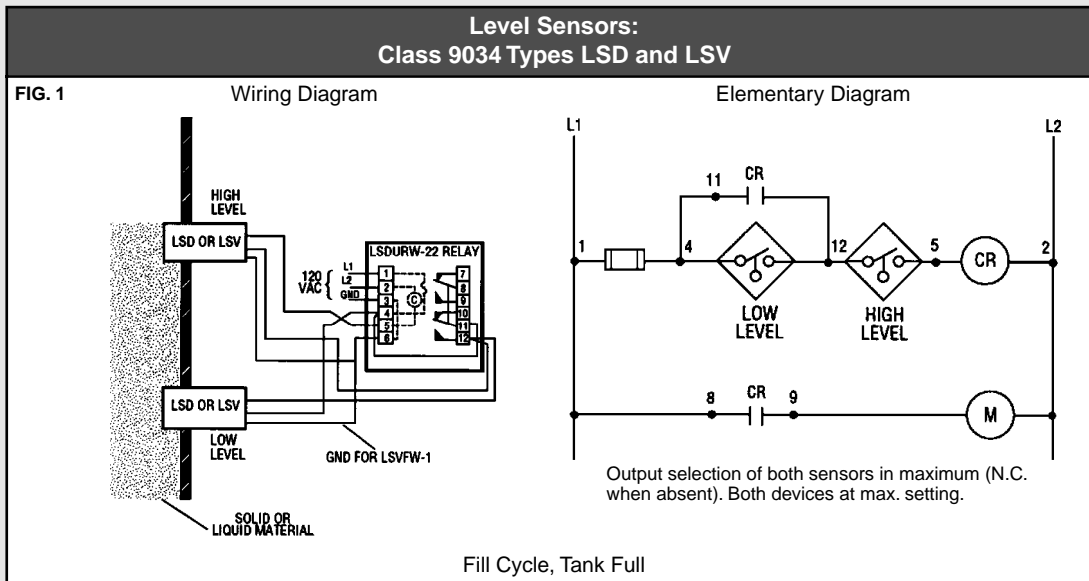 Level Sensors:
Class 9034 Types LSD and LSV
FIG. 1
Wiring Diagram
HIGH
LEVEL
LSD OR LSV
LSDURW-22 RELAY
120
VAC
L1
L2
GND
1
2
3
4
5
6
C
7
8
9
10
11
12
LSD OR LSV
LOW
LEVEL
GND FOR LSVFW-1
SOLID OR
LIQUID MATERIAL
Elementary Diagram
L1
L2
11
CR
1
4
12
5
CR
2
LOW
LEVEL
HIGH
LEVEL
8
CR
9
M
Output selection of both sensors in maximum (N.C.
when absent). Both devices at max. setting.
Fill Cycle, Tank Full